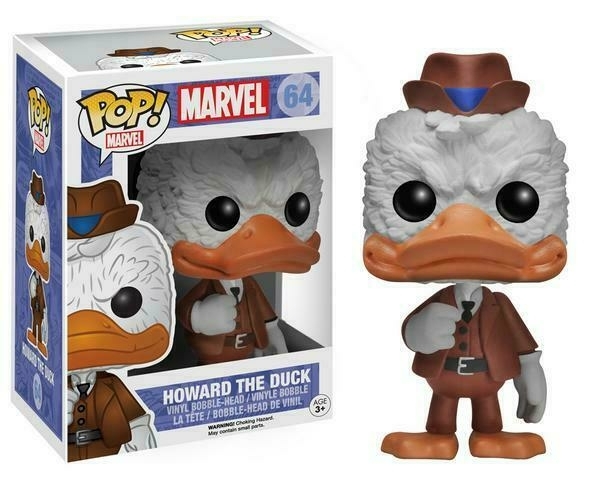 POP!
MARVEL
POP! MARVEL 64
MARVEL
HOWARD THE DUCK
HOWARD THE DUCK
VINYL BOBBLE-HEAD / VINYLE BOBBLE
LA TÊTE / BOBBLE-HEAD DE VINIL
AGE
3+
WARNING: Choking Hazard.
May contain small parts.